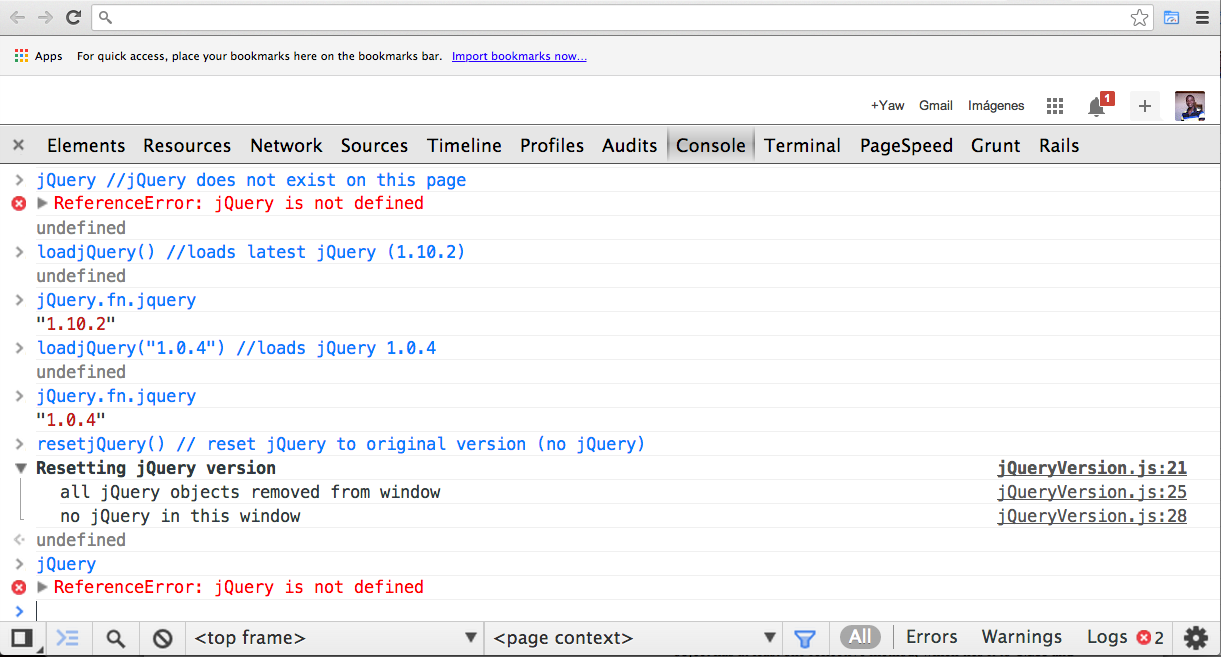 Apps For quick access, place your bookmarks here on the bookmarks bar. Import bookmarks now...
+Yaw Gmail Imágenes 1
Elements Resources Network Sources Timeline Profiles Audits Console Terminal PageSpeed Grunt Rails
> jQuery //jQuery does not exist on this page
ReferenceError: jQuery is not defined
undefined
> loadjQuery() //loads latest jQuery (1.10.2)
undefined
> jQuery.fn.jquery
"1.10.2"
> loadjQuery("1.0.4") //loads jQuery 1.0.4
undefined
> jQuery.fn.jquery
"1.0.4"
> resetjQuery() // reset jQuery to original version (no jQuery)
Resetting jQuery version jQueryVersion.js:21
all jQuery objects removed from window jQueryVersion.js:25
no jQuery in this window jQueryVersion.js:28
undefined
> jQuery
ReferenceError: jQuery is not defined
>
<top frame> <page context> All Errors Warnings Logs 2